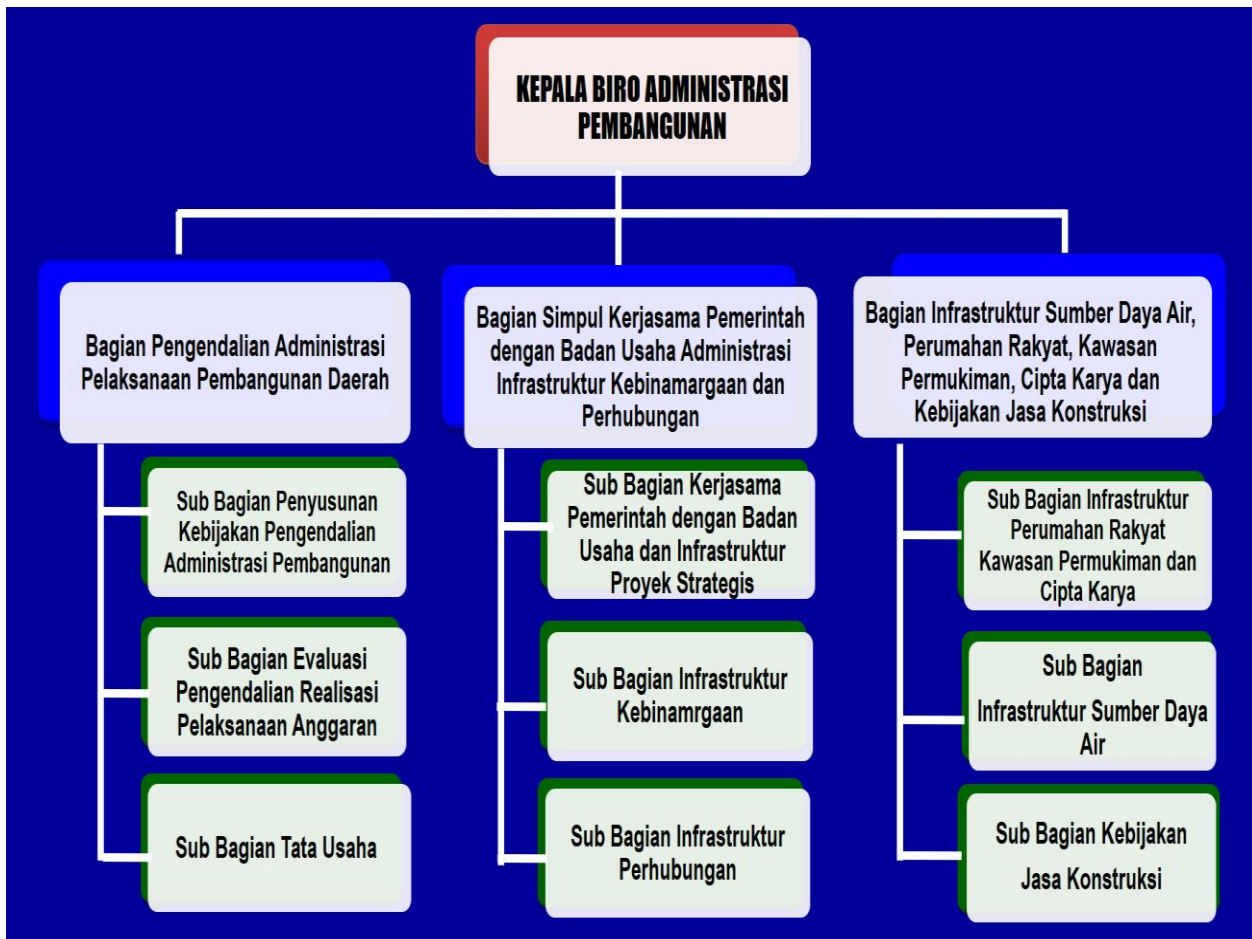 KEPALA BIRO ADMINISTRASI
PEMBANGUNAN
Bagian Pengendalian Administrasi
Pelaksanaan Pembangunan Daerah
Sub Bagian Penyusunan
Kebijakan Pengendalian
Administrasi Pembangunan
Sub Bagian Evaluasi
Pengendalian Realisasi
Pelaksanaan Anggaran
Sub Bagian Tata Usaha
Bagian Simpul Kerjasama Pemerintah
dengan Badan Usaha Administrasi
Infrastruktur Kebinamargaan dan
Perhubungan
Sub Bagian Kerjasama
Pemerintah dengan Badan
Usaha dan Infrastruktur
Proyek Strategis
Sub Bagian Infrastruktur
Kebinamrgaan
Sub Bagian Infrastruktur
Perhubungan
Bagian Infrastruktur Sumber Daya Air,
Perumahan Rakyat, Kawasan
Permukiman, Cipta Karya dan
Kebijakan Jasa Konstruksi
Sub Bagian Infrastruktur
Perumahan Rakyat
Kawasan Permukiman dan
Cipta Karya
Sub Bagian
Infrastruktur Sumber Daya
Air
Sub Bagian Kebijakan
Jasa Konstruksi